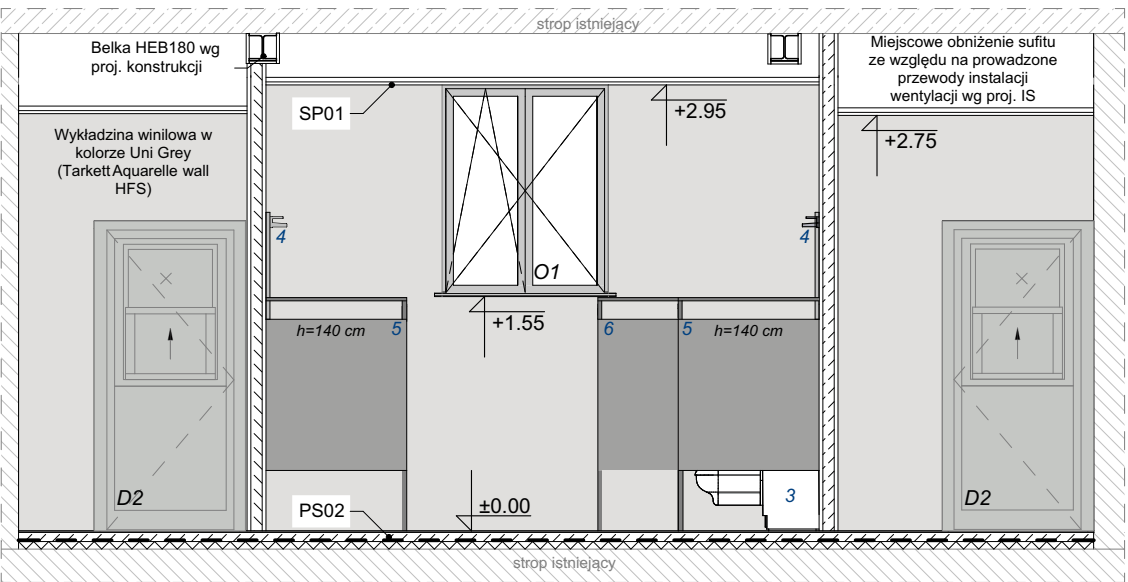 strop istniejący
Belka HEB180 wg
proj. konstrukcji
Miejscowe obniżenie sufitu
ze względu na prowadzone
przewody instalacji
wentylacji wg proj. IS
SP01
+2.95
+2.75
Wykładzina winilowa w
kolorze Uni Grey
(Tarkett Aquarelle wall
HFS)
4
4
O1
+1.55
h=140 cm
5
6
5
h=140 cm
D2
PS02
±0.00
3
D2
strop istniejący